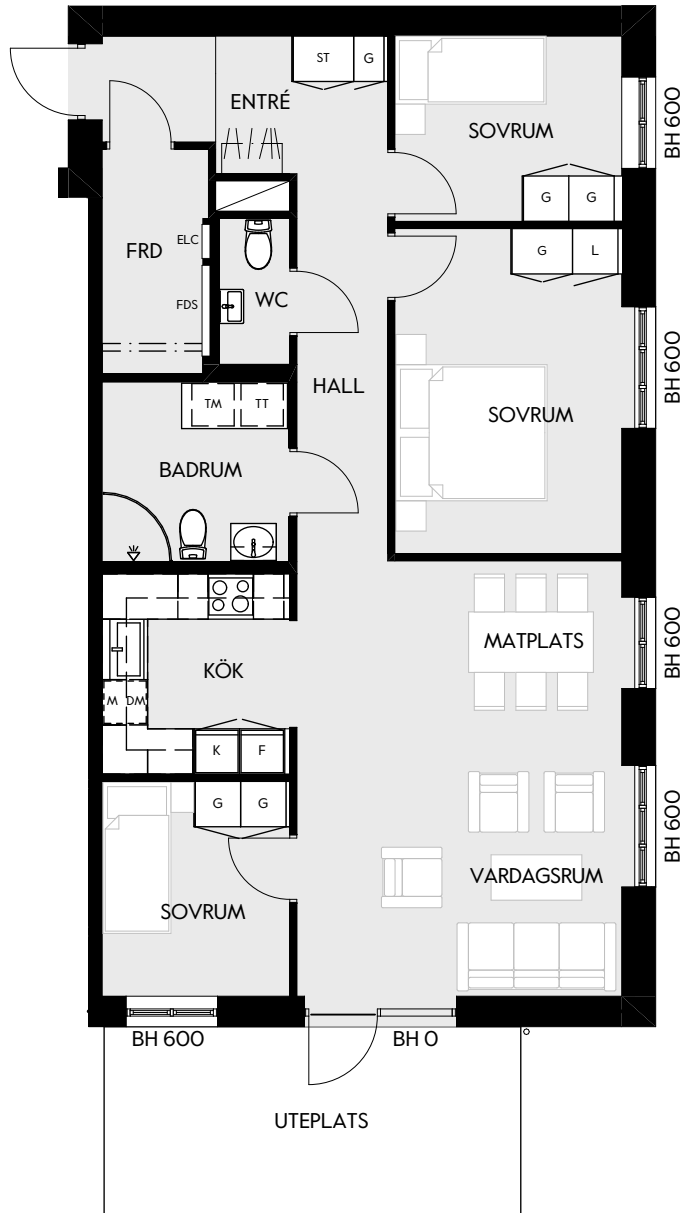 ST
G
ENTRÉ
SOVRUM
BH 600
G
G
ELC
FRD
FDS
WC
G
L
HALL
SOVRUM
BH 600
TM
TT
BADRUM
MATPLATS
BH 600
KÖK
M
DM
K
F
G
G
BH 600
VARDAGSRUM
SOVRUM
BH 600
BH 0
UTEPLATS